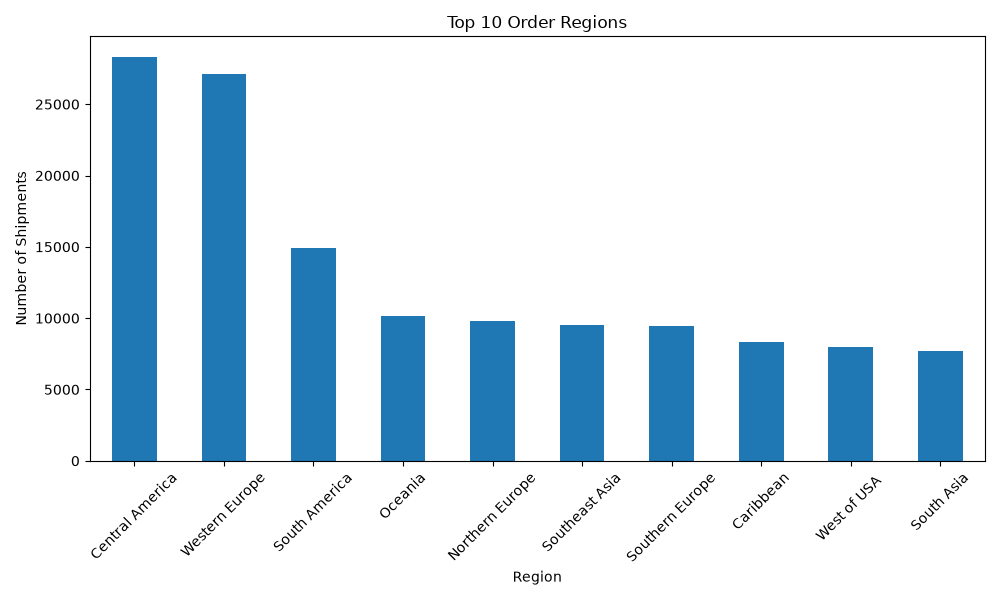 Top 10 Order Regions
Number of Shipments
25000
20000
15000
10000
5000
0
Central America
Western Europe
South America
Oceania
Northern Europe
Southeast Asia
Southern Europe
Caribbean
West of USA
South Asia
Region